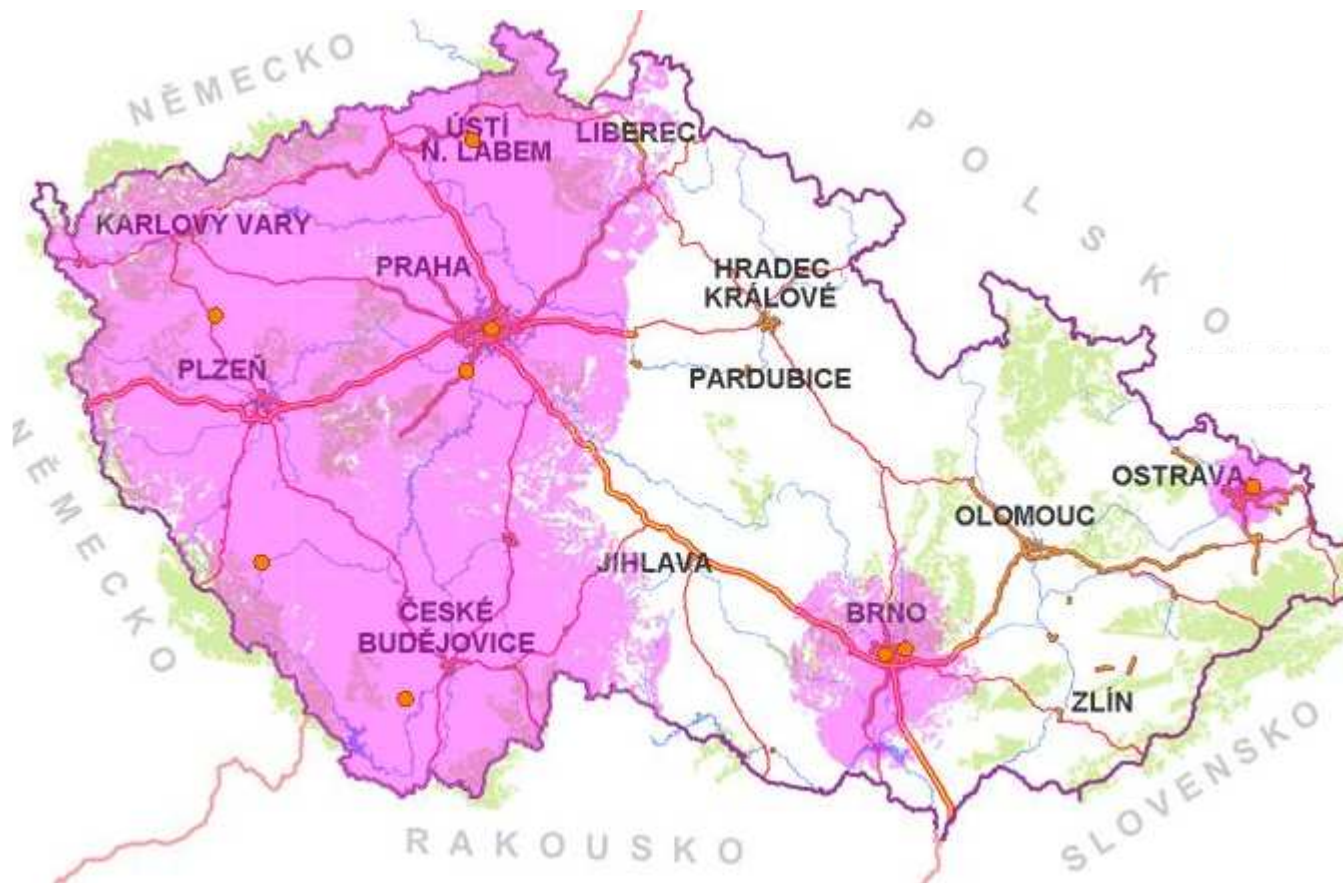 NĚMECKO
POLSKO
ÚSTÍ
N. LABEM
LIBEREC
KARLOVY VARY
PRAHA
HRADEC
KRÁLOVÉ
PLZEŇ
PARDUBICE
NĚMECKO
OSTRAVA
OLOMOUC
JIHLAVA
ČESKÉ
BUDĚJOVICE
BRNO
ZLÍN
SLOVENSKO
RAKOUSKO